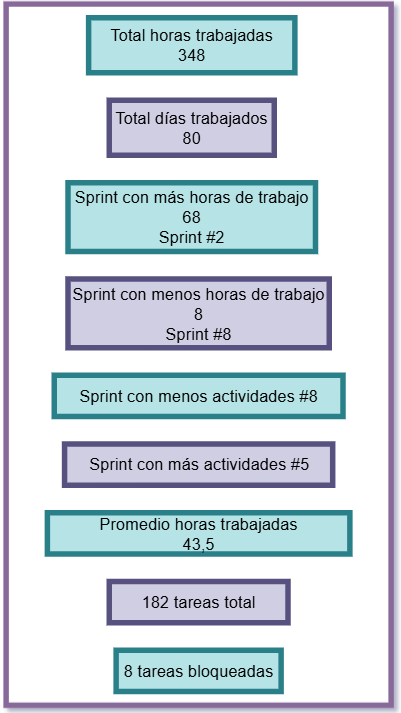 Total horas trabajadas
348
Total días trabajados
80
Sprint con más horas de trabajo
68
Sprint #2
Sprint con menos horas de trabajo
8
Sprint #8
Sprint con menos actividades #8
Sprint con más actividades #5
Promedio horas trabajadas
43,5
182 tareas total
8 tareas bloqueadas